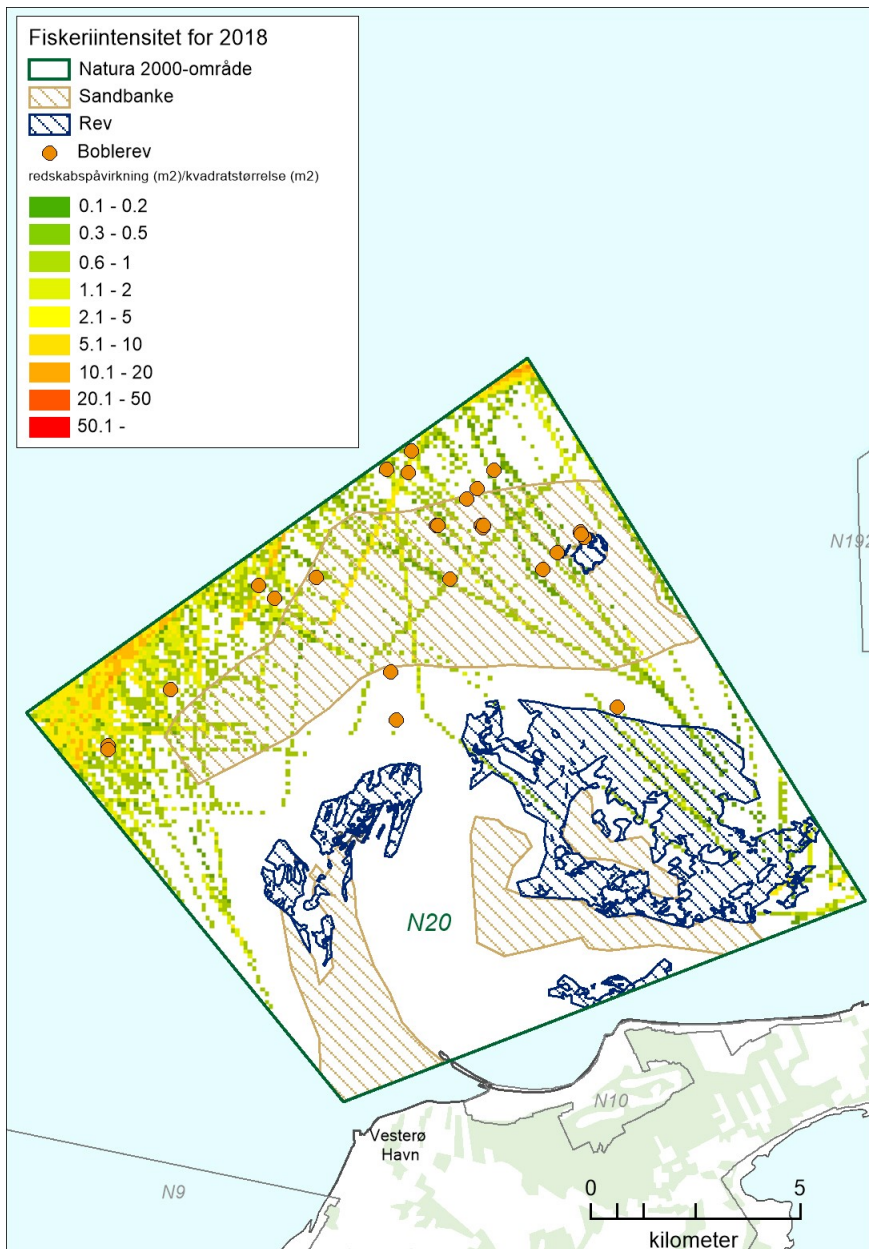 Fiskeriintensitet for 2018
Natura 2000-område
Sandbanke
Rev
Boblerev
redskabspåvirkning (m2)/kvadratstørrelse (m2)
0.1 - 0.2
0.3 - 0.5
0.6 - 1
1.1 - 2
2.1 - 5
5.1 - 10
10.1 - 20
20.1 - 50
50.1 -
N192
N20
N10
Vesterø
Havn
N9
0 5
kilometer